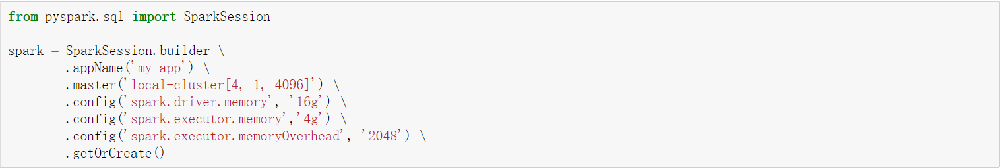 from pyspark.sql import SparkSession
spark = SparkSession.builder \
.appName('my_app') \
.master('local-cluster[4, 1, 4096]') \
.config('spark.driver.memory', '16g') \
.config('spark.executor.memory','4g') \
.config('spark.executor.memoryOverhead', '2048') \
.getOrCreate()